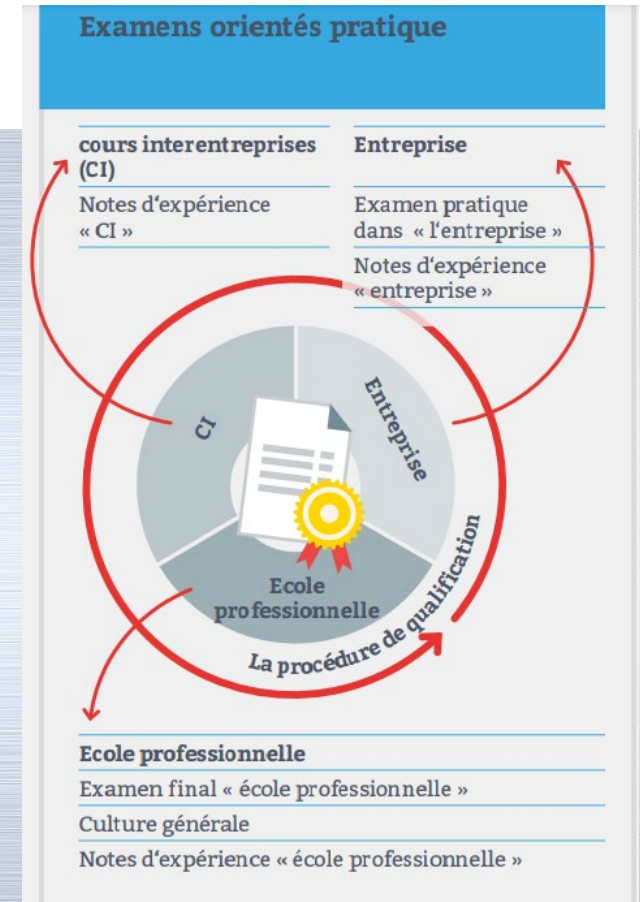 Examens orientés pratique
cours interentreprises
(CI)
Notes d'expérience
« CI »
Entreprise
Examen pratique
dans « l'entreprise »
Notes d'expérience
« entreprise »
CI
Entreprise
Ecole
professionnelle
La procédure de qualification
Ecole professionnelle
Examen final « école professionnelle »
Culture générale
Notes d'expérience « école professionnelle »